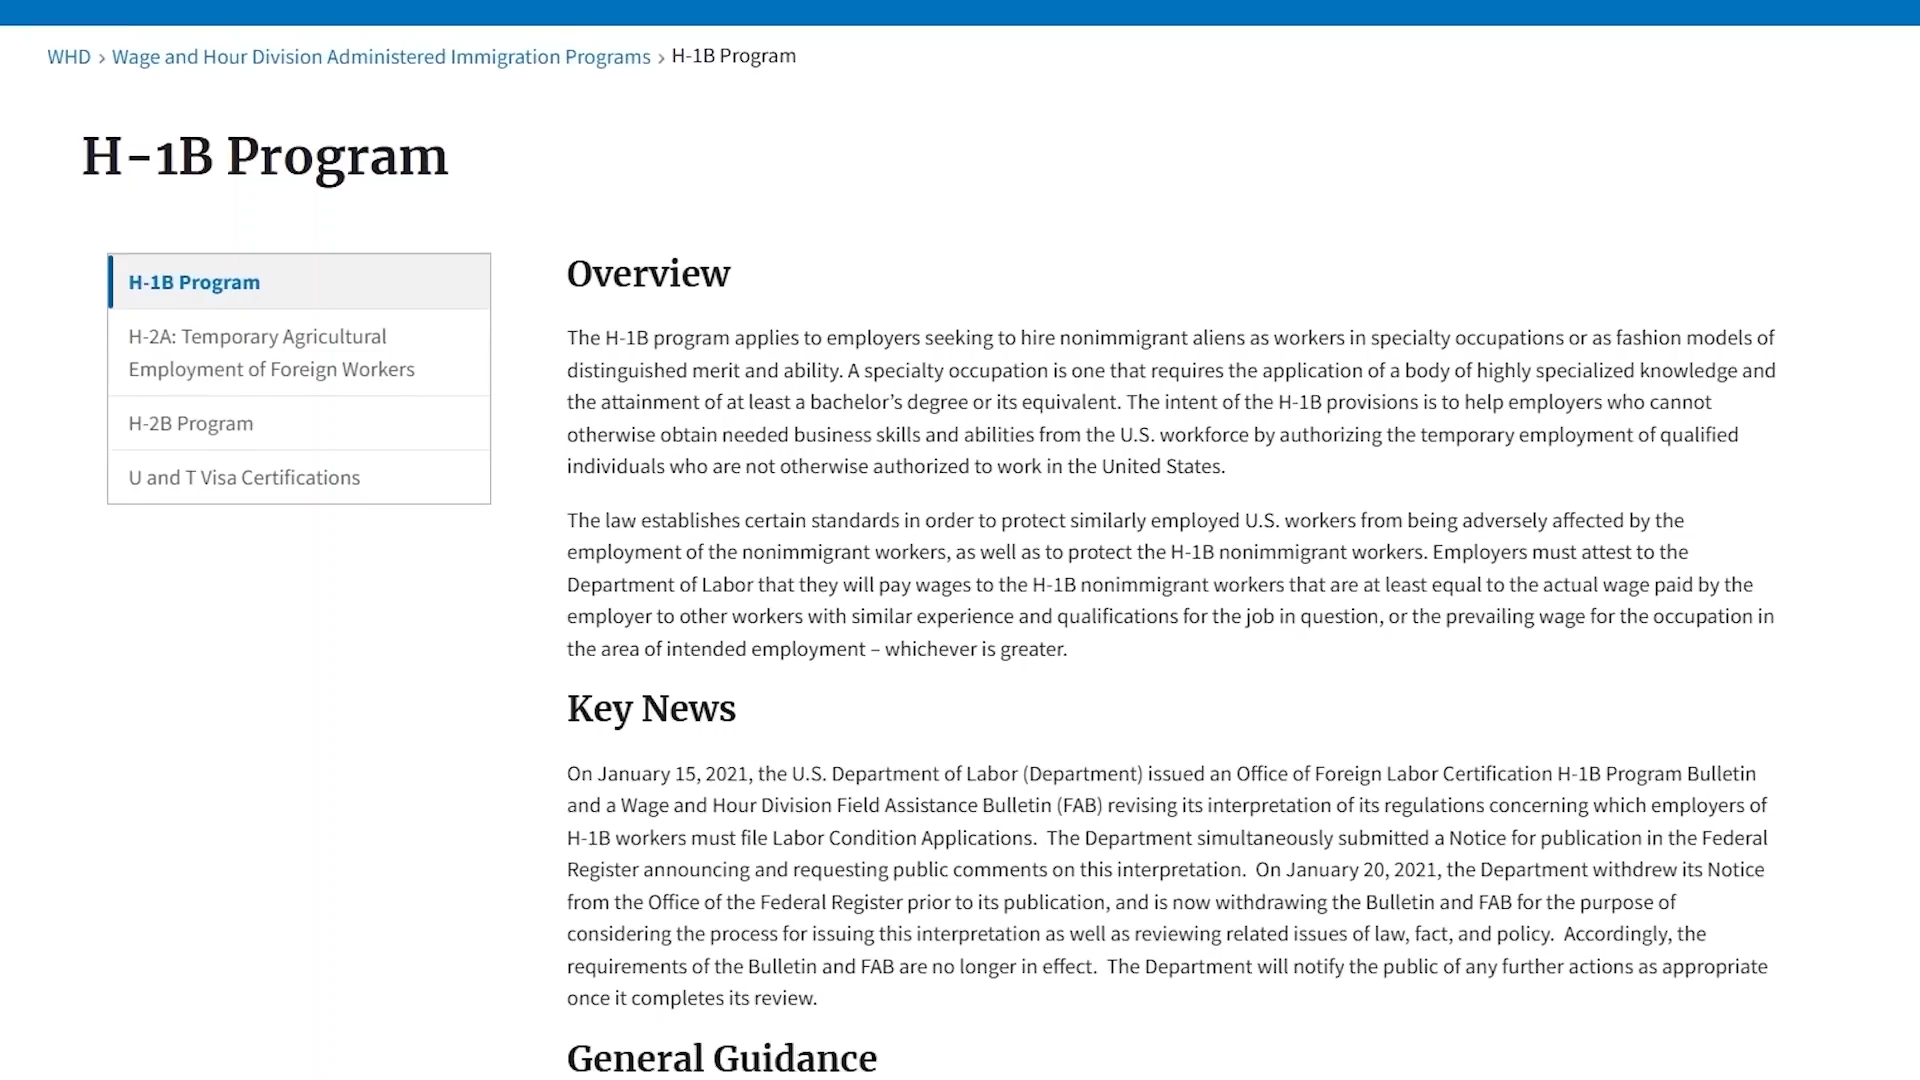 WHD › Wage and Hour Division Administered Immigration Programs › H-1B Program
H-1B Program
H-1B Program
H-2A: Temporary Agricultural
Employment of Foreign Workers
H-2B Program
U and T Visa Certifications
Overview
The H-1B program applies to employers seeking to hire nonimmigrant aliens as workers in specialty occupations or as fashion models of
distinguished merit and ability. A specialty occupation is one that requires the application of a body of highly specialized knowledge and
the attainment of at least a bachelor’s degree or its equivalent. The intent of the H-1B provisions is to help employers who cannot
otherwise obtain needed business skills and abilities from the U.S. workforce by authorizing the temporary employment of qualified
individuals who are not otherwise authorized to work in the United States.
The law establishes certain standards in order to protect similarly employed U.S. workers from being adversely affected by the
employment of the nonimmigrant workers, as well as to protect the H-1B nonimmigrant workers. Employers must attest to the
Department of Labor that they will pay wages to the H-1B nonimmigrant workers that are at least equal to the actual wage paid by the
employer to other workers with similar experience and qualifications for the job in question, or the prevailing wage for the occupation in
the area of intended employment – whichever is greater.
Key News
On January 15, 2021, the U.S. Department of Labor (Department) issued an Office of Foreign Labor Certification H-1B Program Bulletin
and a Wage and Hour Division Field Assistance Bulletin (FAB) revising its interpretation of its regulations concerning which employers of
H-1B workers must file Labor Condition Applications.  The Department simultaneously submitted a Notice for publication in the Federal
Register announcing and requesting public comments on this interpretation.  On January 20, 2021, the Department withdrew its Notice
from the Office of the Federal Register prior to its publication, and is now withdrawing the Bulletin and FAB for the purpose of
considering the process for issuing this interpretation as well as reviewing related issues of law, fact, and policy.  Accordingly, the
requirements of the Bulletin and FAB are no longer in effect.  The Department will notify the public of any further actions as appropriate
once it completes its review.
General Guidance